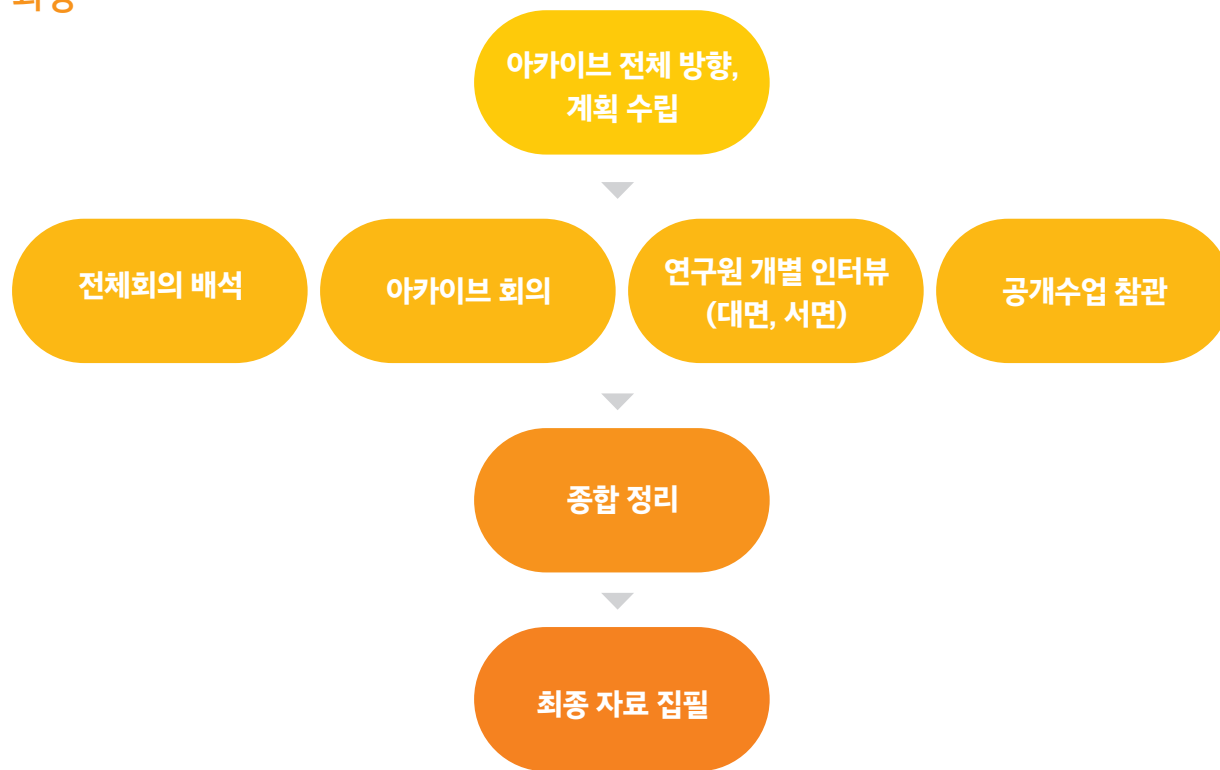 아카이브 전체 방향,
계획 수립
전체회의 배석
아카이브 회의
연구원 개별 인터뷰
(대면, 서면)
공개수업 참관
종합 정리
최종 자료 집필